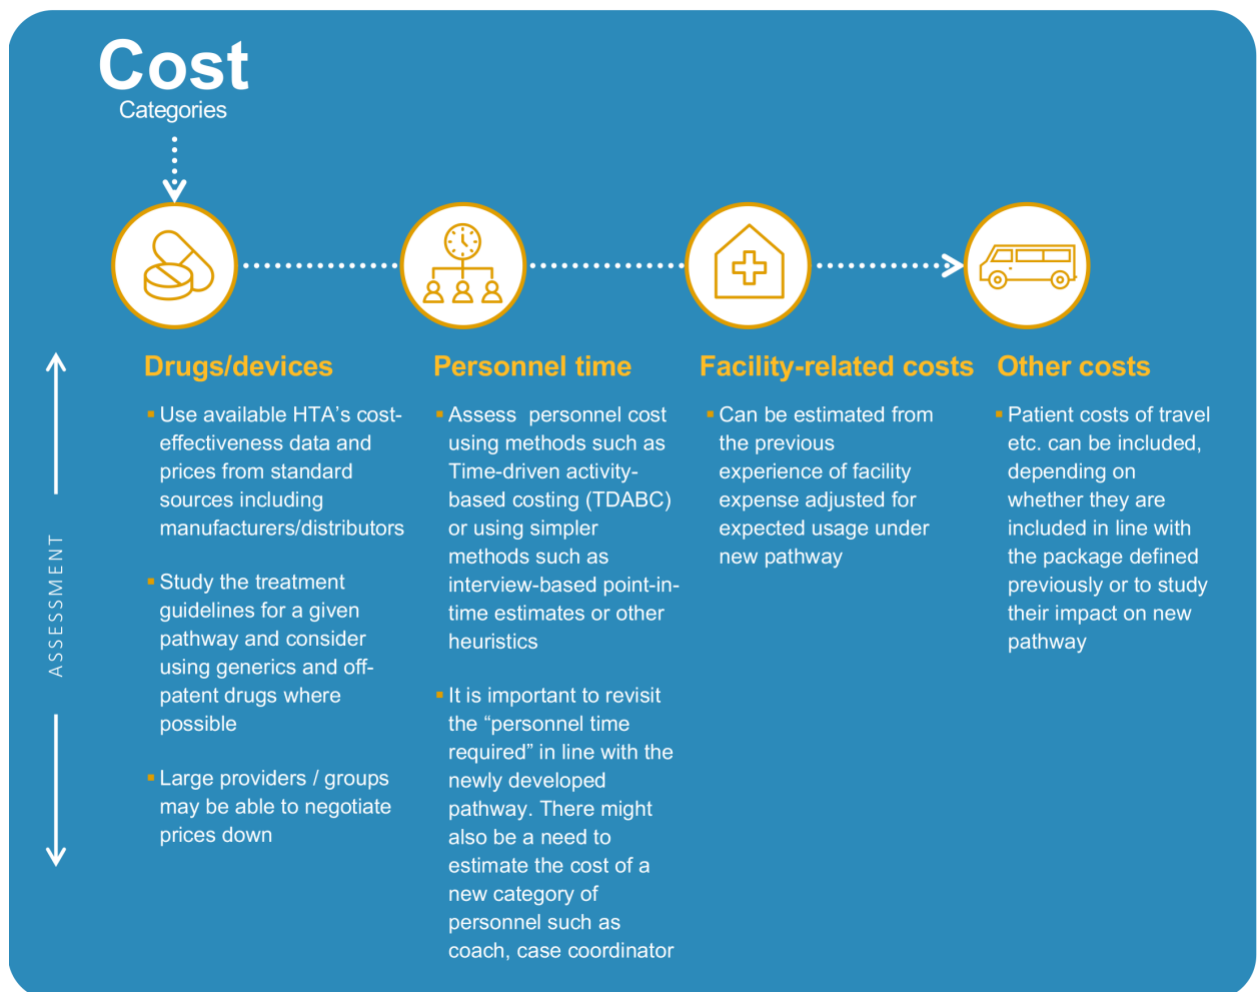 Cost
Categories
ASSESSMENT
Drugs/devices
▪ Use available HTA's cost-
effectiveness data and
prices from standard
sources including
manufacturers/distributors
▪ Study the treatment
guidelines for a given
pathway and consider
using generics and off-
patent drugs where
possible
▪ Large providers / groups
may be able to negotiate
prices down
Personnel time
▪ Assess personnel cost
using methods such as
Time-driven activity-
based costing (TDABC)
or using simpler
methods such as
interview-based point-in-
time estimates or other
heuristics
▪ It is important to revisit
the “personnel time
required” in line with the
newly developed
pathway. There might
also be a need to
estimate the cost of a
new category of
personnel such as
coach, case coordinator
Facility-related costs
▪ Can be estimated from
the previous
experience of facility
expense adjusted for
expected usage under
new pathway
Other costs
▪ Patient costs of travel
etc. can be included,
depending on
whether they are
included in line with
the package defined
previously or to study
their impact on new
pathway